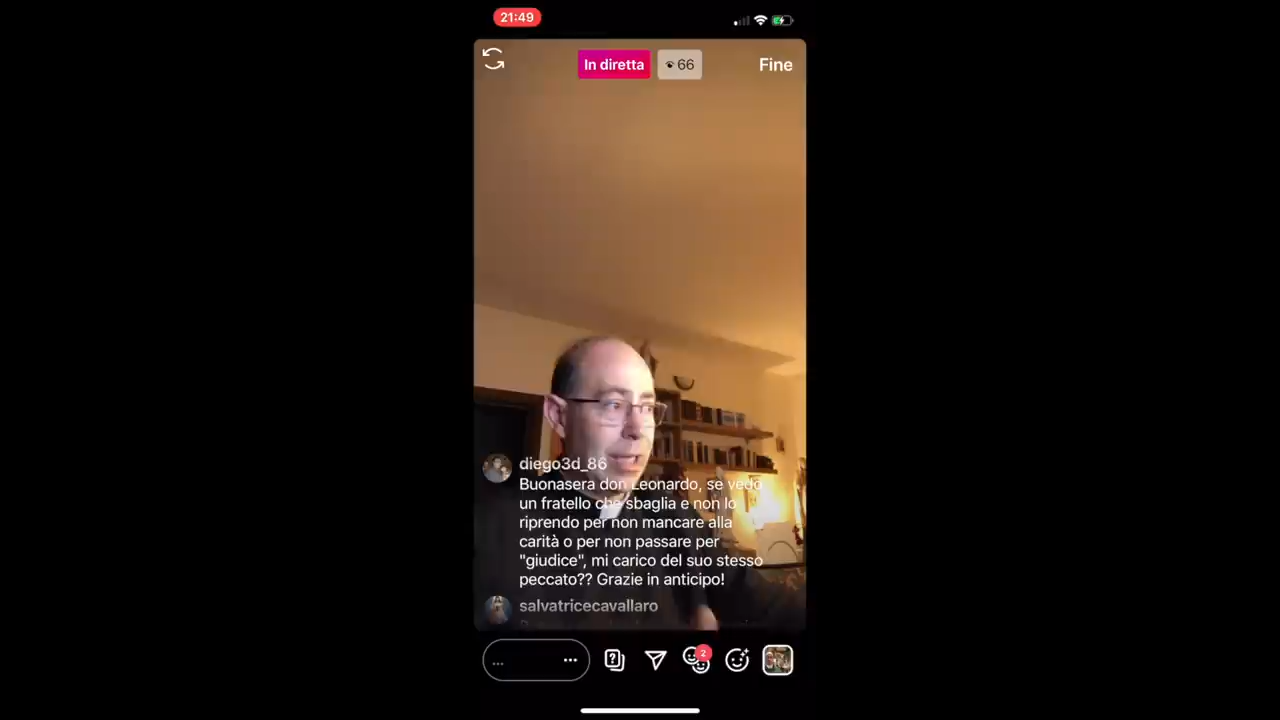 21:49
In diretta
66
Fine
diego3d_86
Buonasera don Leonardo, se vedo
un fratello che sbaglia e non lo
riprendo per non mancare alla
carità o per non passare per
"giudice", mi carico del suo stesso
peccato?? Grazie in anticipo!
salvatricecavallaro
...
2